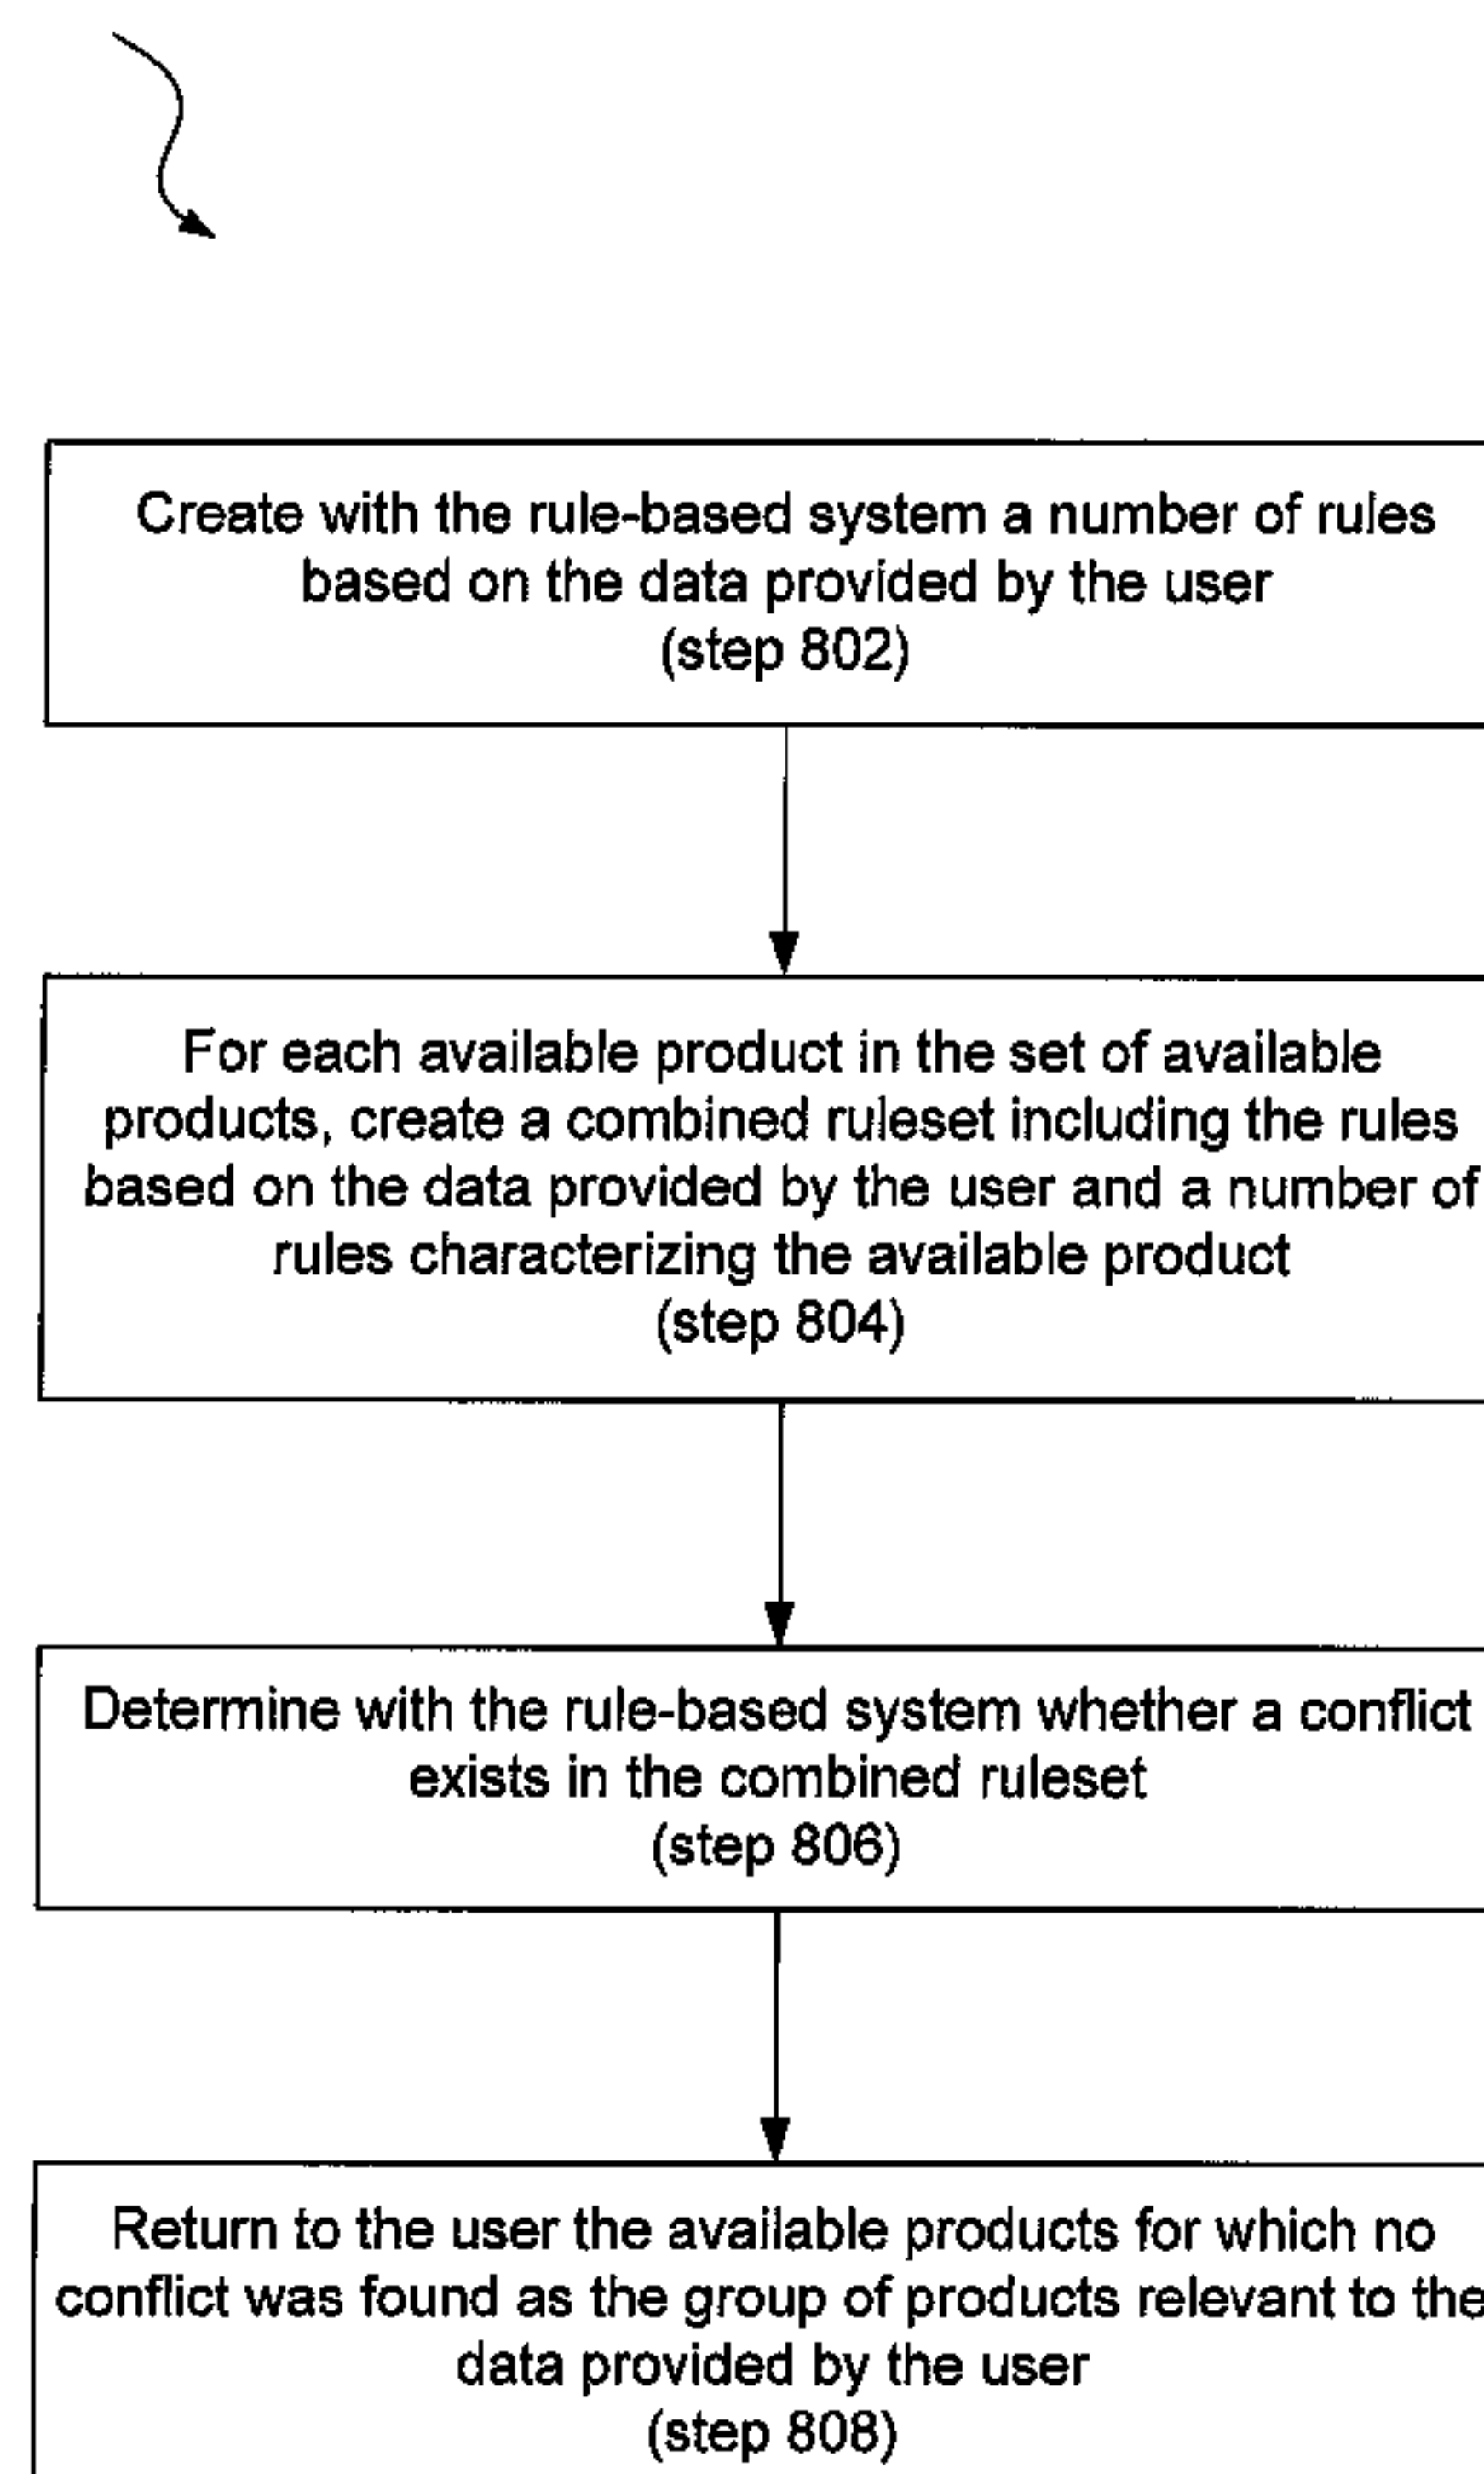 Create with the rule-based system a number of rules
based on the data provided by the user
(step 802)
For each available product in the set of available
products, create a combined ruleset including the rules
based on the data provided by the user and a number of
rules characterizing the available product
(step 804)
Determine with the rule-based system whether a conflict
exists in the combined ruleset
(step 806)
Return to the user the available products for which no
conflict was found as the group of products relevant to the
data provided by the user
(step 808)